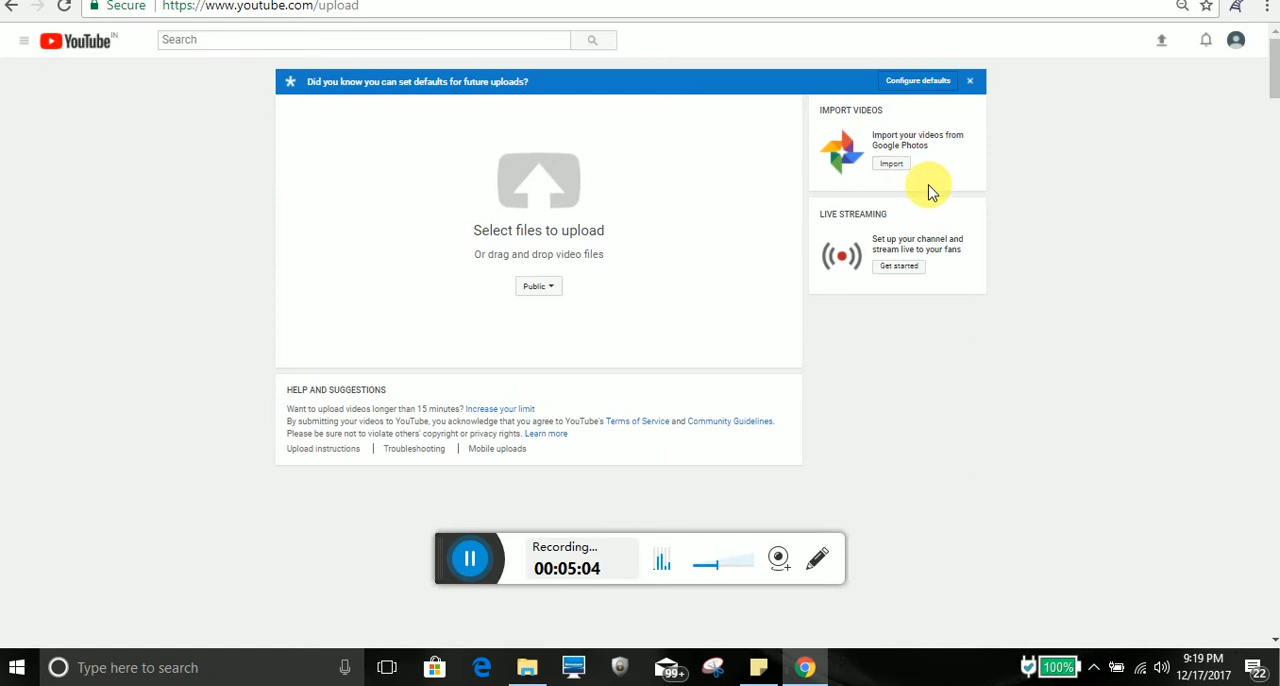 Secure
https://www.youtube.com/upload
YouTube IN
Search
Did you know you can set defaults for future uploads?
Configure defaults
Select files to upload
Or drag and drop video files
Public
IMPORT VIDEOS
Import your videos from
Google Photos
Import
LIVE STREAMING
Set up your channel and
stream live to your fans
Get started
HELP AND SUGGESTIONS
Want to upload videos longer than 15 minutes? Increase your limit
By submitting your videos to YouTube, you acknowledge that you agree to YouTube's Terms of Service and Community Guidelines.
Please be sure not to violate others' copyright or privacy rights. Learn more
Upload instructions | Troubleshooting | Mobile uploads
Recording...
00:05:04
Type here to search
99+
100%
9:19 PM
12/17/2017
22